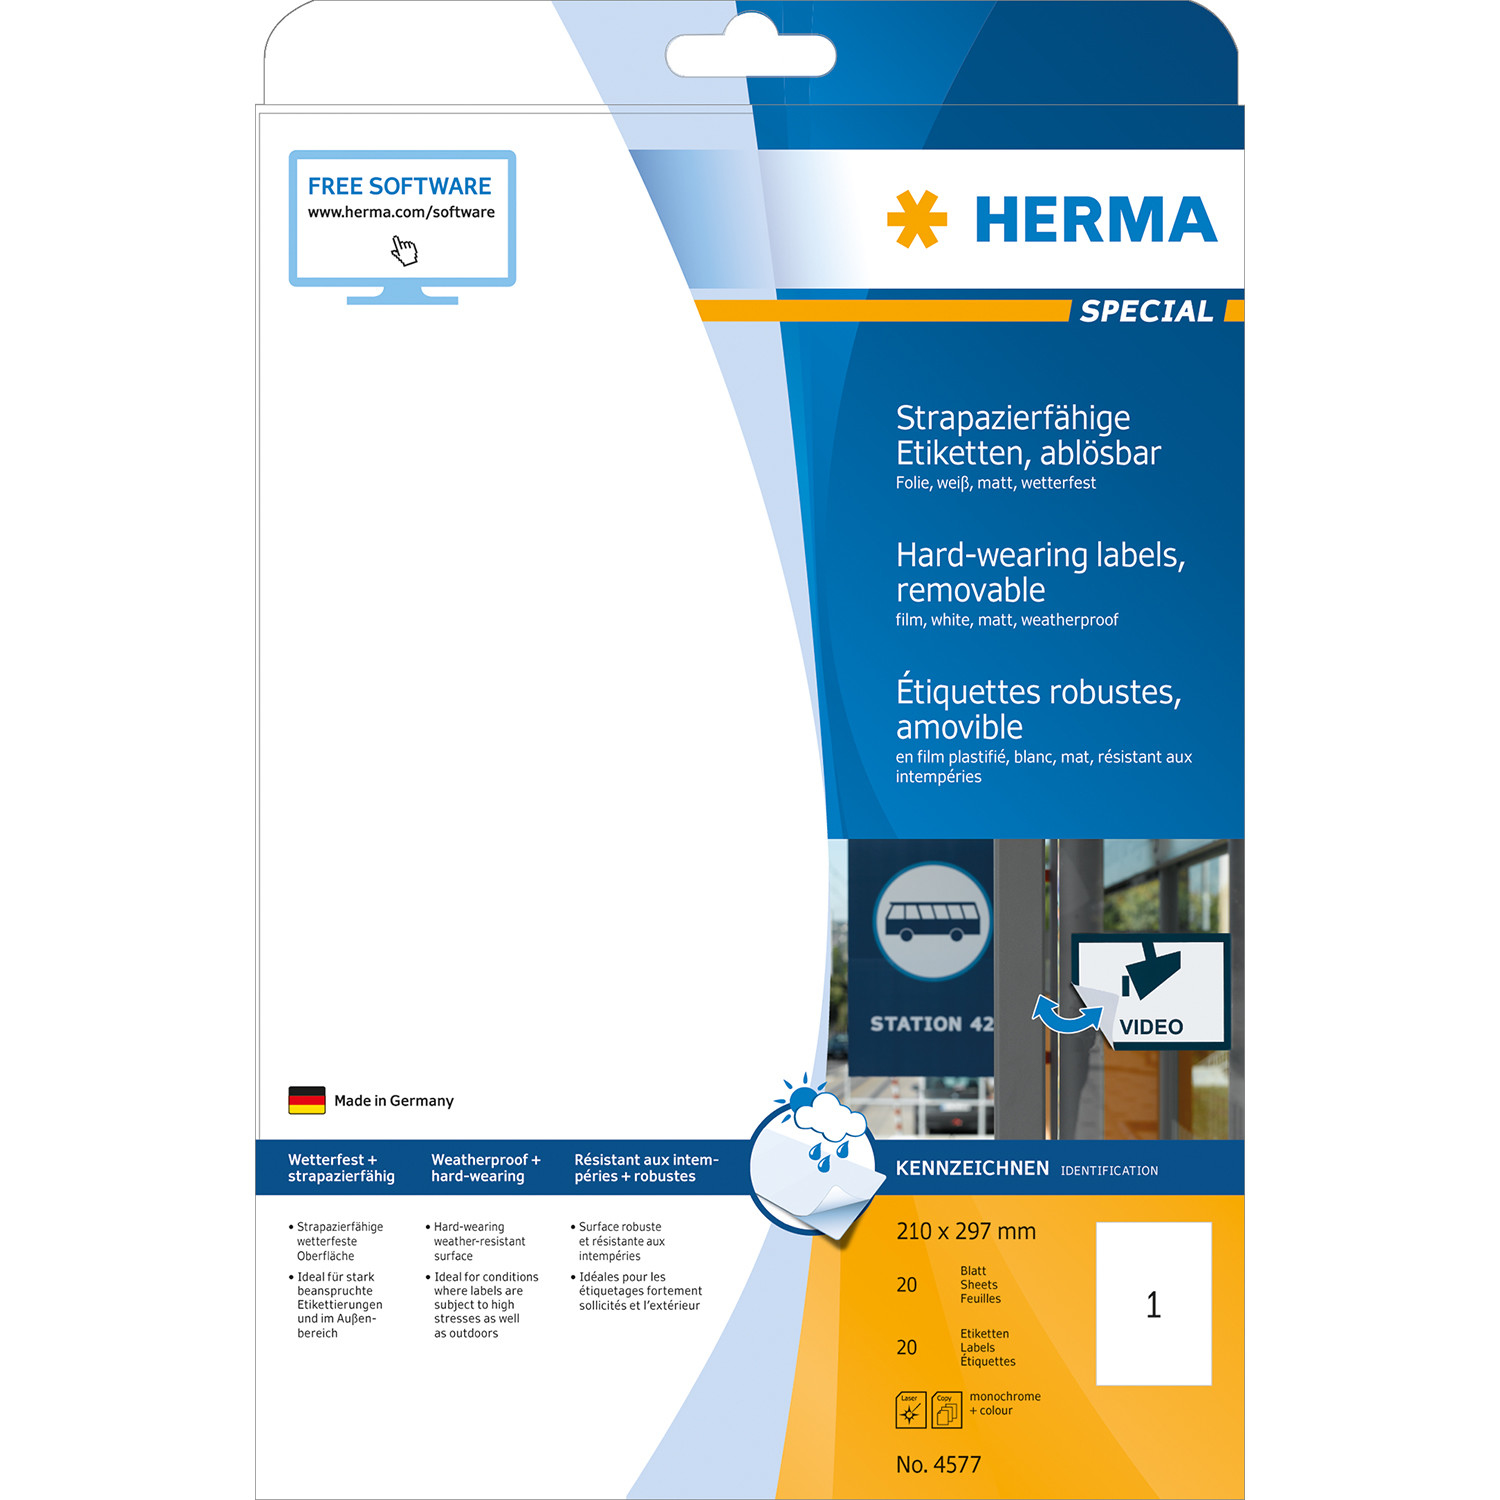 FREE SOFTWARE
www.herma.com/software
HERMA
SPECIAL
Strapazierfähige
Etiketten, ablösbar
Folie, weiß, matt, wetterfest
Hard-wearing labels,
removable
film, white, matt, weatherproof
Étiquettes robustes,
amovible
en film plastifié, blanc, mat, résistant aux
intempéries
STATION 42
VIDEO
Made in Germany
Wetterfest +
strapazierfähig
Weatherproof +
hard-wearing
Résistant aux intem-
péries + robustes
KENNZEICHNEN IDENTIFICATION
• Strapazierfähige
wetterfeste
Oberfläche
• Ideal für stark
beanspruchte
Etikettierungen
und im Außen-
bereich
• Hard-wearing
weather-resistant
surface
• Ideal for conditions
where labels are
subject to high
stresses as well
as outdoors
• Surface robuste
et résistante aux
intempéries
• Idéales pour les
étiquetages fortement
sollicités et l'extérieur
210 x 297 mm
20
Blatt
Sheets
Feuilles
20
Etiketten
Labels
Étiquettes
1
Laser
Copy
monochrome
+ colour
No. 4577